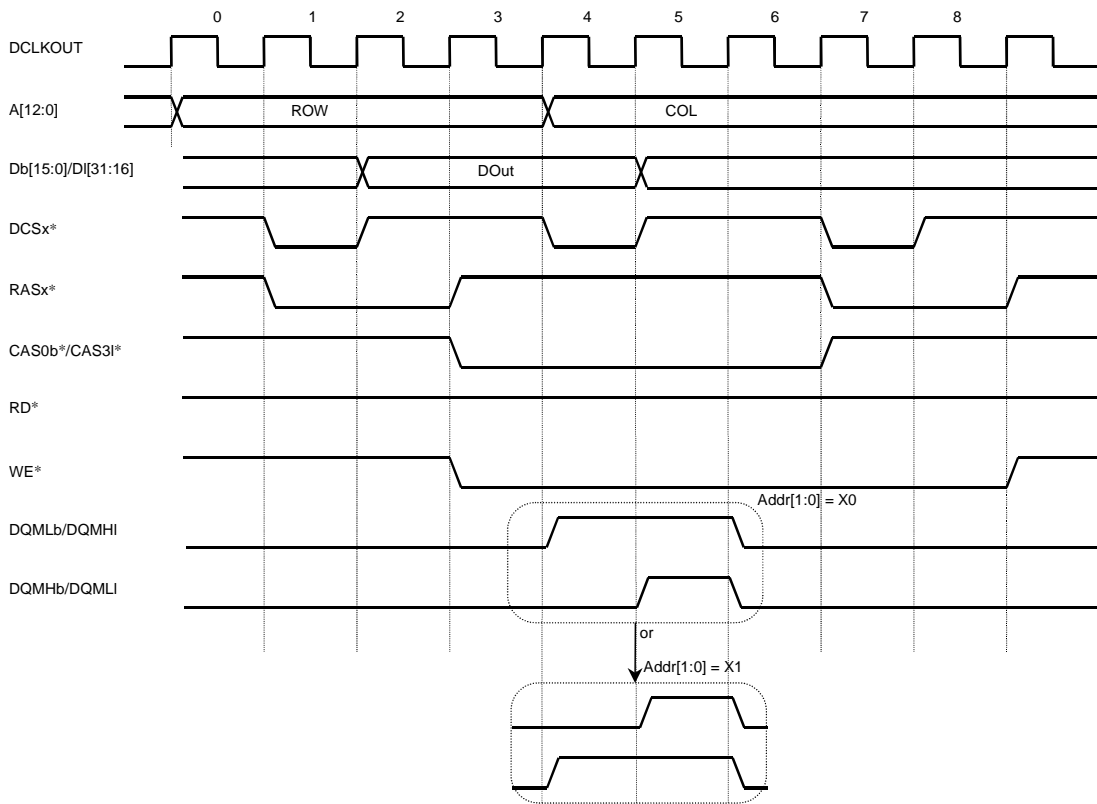 0 1 2 3 4 5 6 7 8
DCLKOUT
A[12:0] ROW COL
Db[15:0]/Dl[31:16] DOut
DCSx*
RASx*
CAS0b*/CAS3l*
RD*
WE*
Addr[1:0] = X0
DQMLb/DQMHl
DQMHb/DQMLl
or
Addr[1:0] = X1